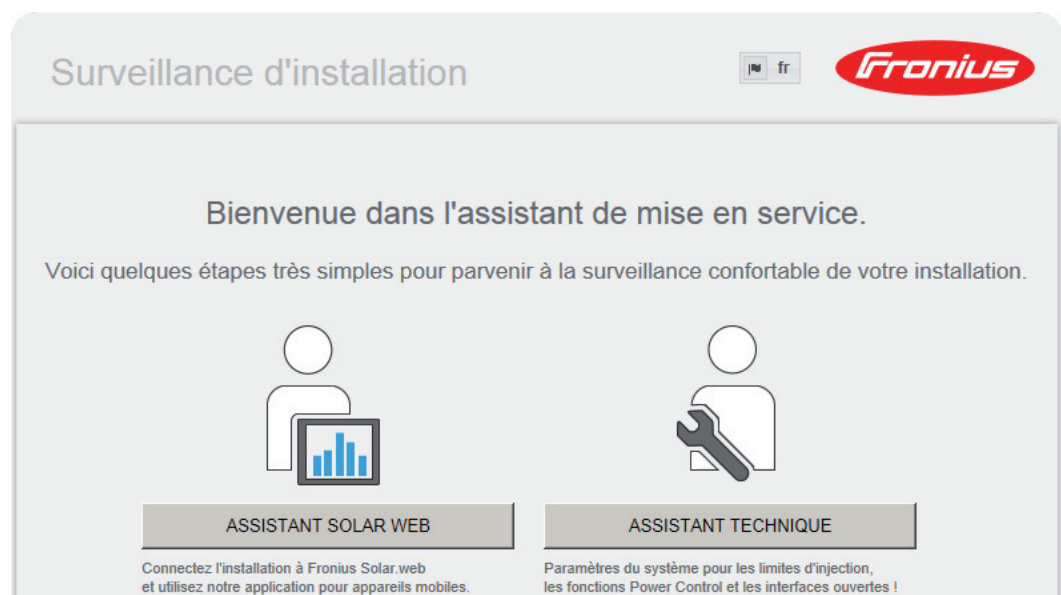 Surveillance d'installation
fr
Fronius
Bienvenue dans l'assistant de mise en service.
Voici quelques étapes très simples pour parvenir à la surveillance confortable de votre installation.
ASSISTANT SOLAR WEB
Connectez l'installation à Fronius Solar.web
et utilisez notre application pour appareils mobiles.
ASSISTANT TECHNIQUE
Paramètres du système pour les limites d'injection,
les fonctions Power Control et les interfaces ouvertes !